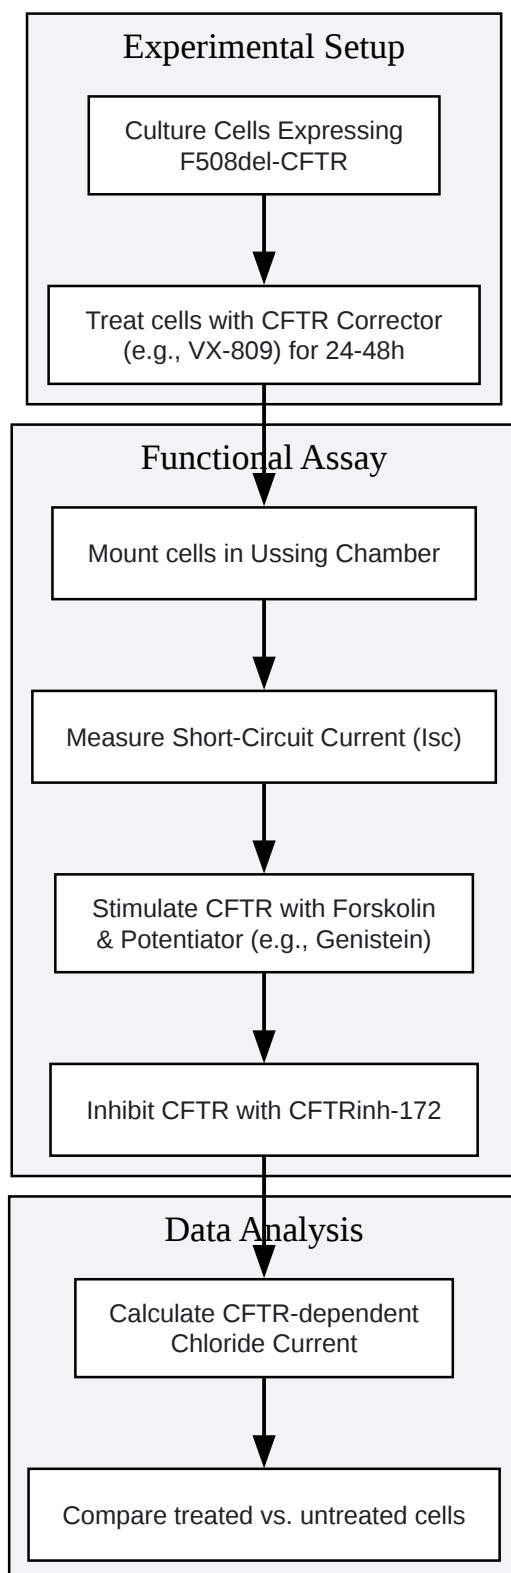 Experimental Setup
Culture Cells Expressing
F508del-CFTR
Treat cells with CFTR Corrector
(e.g., VX-809) for 24-48h
Functional Assay
Mount cells in Ussing Chamber
Measure Short-Circuit Current (Isc)
Stimulate CFTR with Forskolin
& Potentiator (e.g., Genistein)
Inhibit CFTR with CFTRinh-172
Data Analysis
Calculate CFTR-dependent
Chloride Current
Compare treated vs. untreated cells